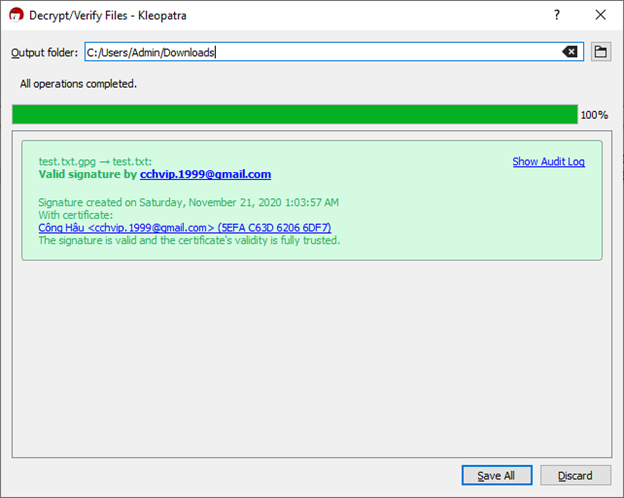 Decrypt/Verify Files - Kleopatra
Output folder: C:/Users/Admin/Downloads
All operations completed.
100%
test.txt.gpg → test.txt: Show Audit Log
Valid signature by cchvip.1999@gmail.com
Signature created on Saturday, November 21, 2020 1:03:57 AM
With certificate:
Công Hậu <cchvip.1999@gmail.com> (5EFA C63D 6206 6DF7)
The signature is valid and the certificate's validity is fully trusted.
Save All Discard